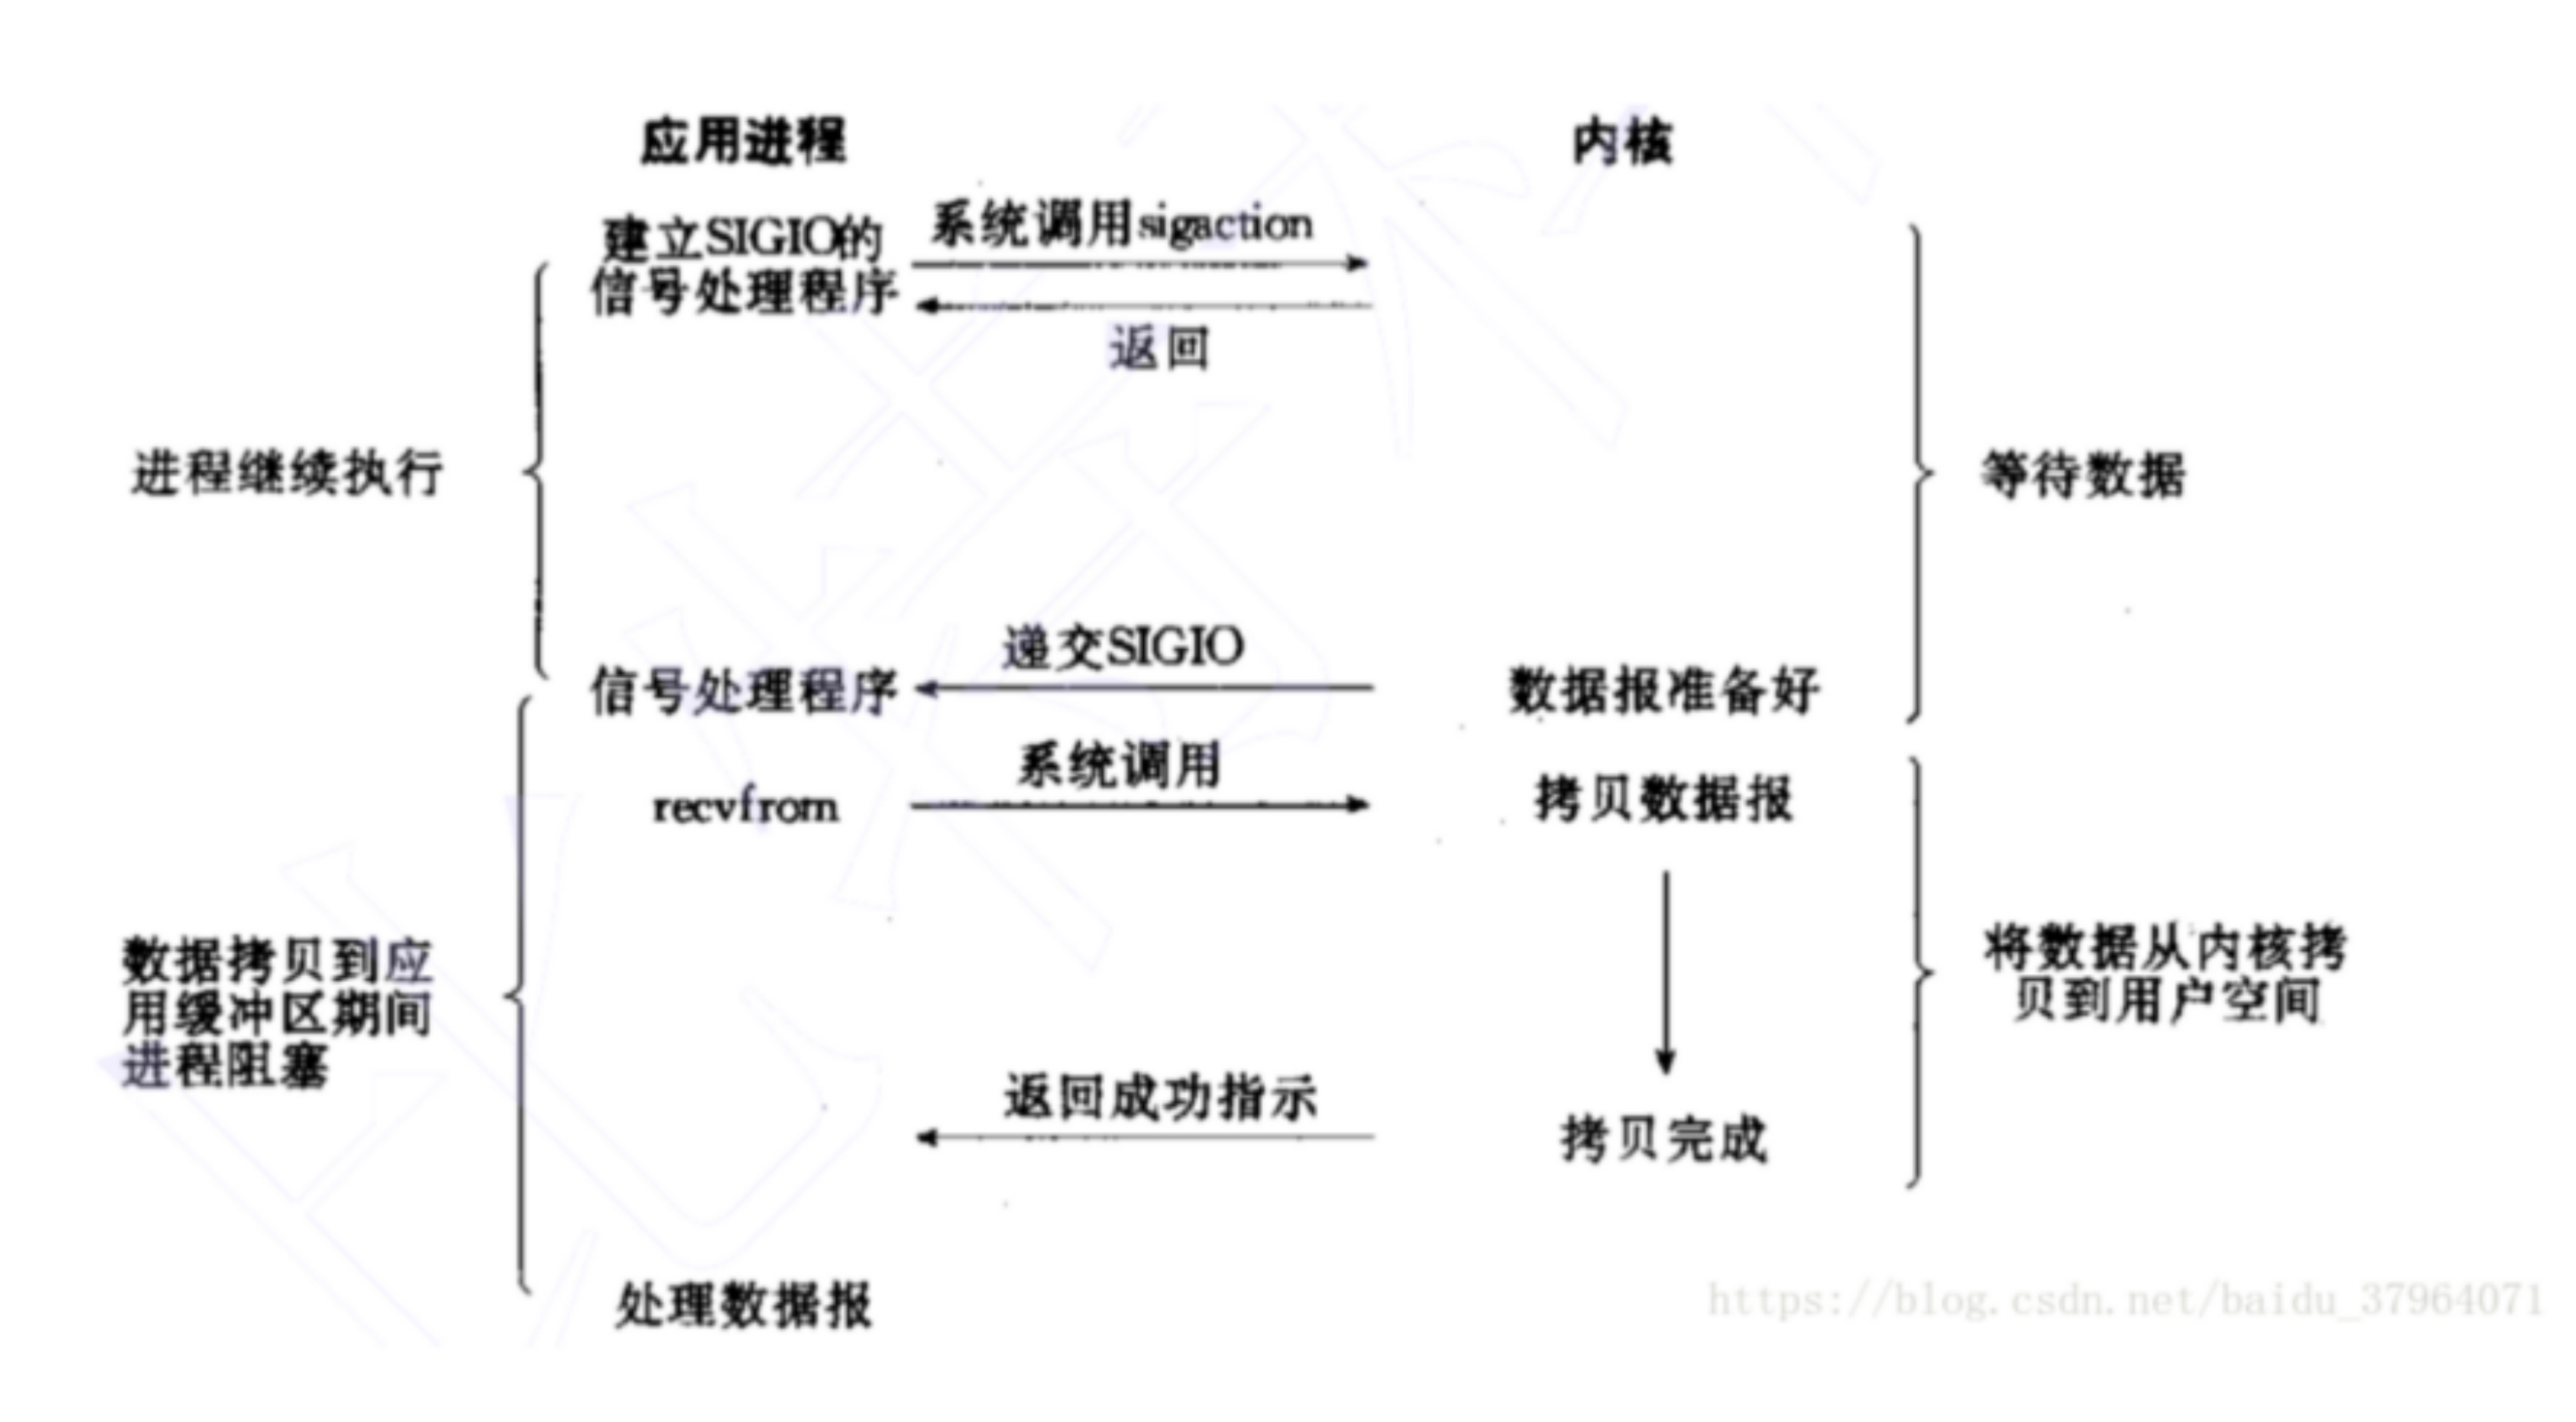 应用进程
内核
建立SIGIO的
信号处理程序
系统调用sigaction
返回
进程继续执行
等待数据
信号处理程序
递交SIGIO
数据报准备好
recvfrom
系统调用
拷贝数据报
数据拷贝到应
用缓冲区期间
进程阻塞
将数据从内核拷
贝到用户空间
返回成功指示
拷贝完成
处理数据报
https://blog.csdn.net/baidu_37964071